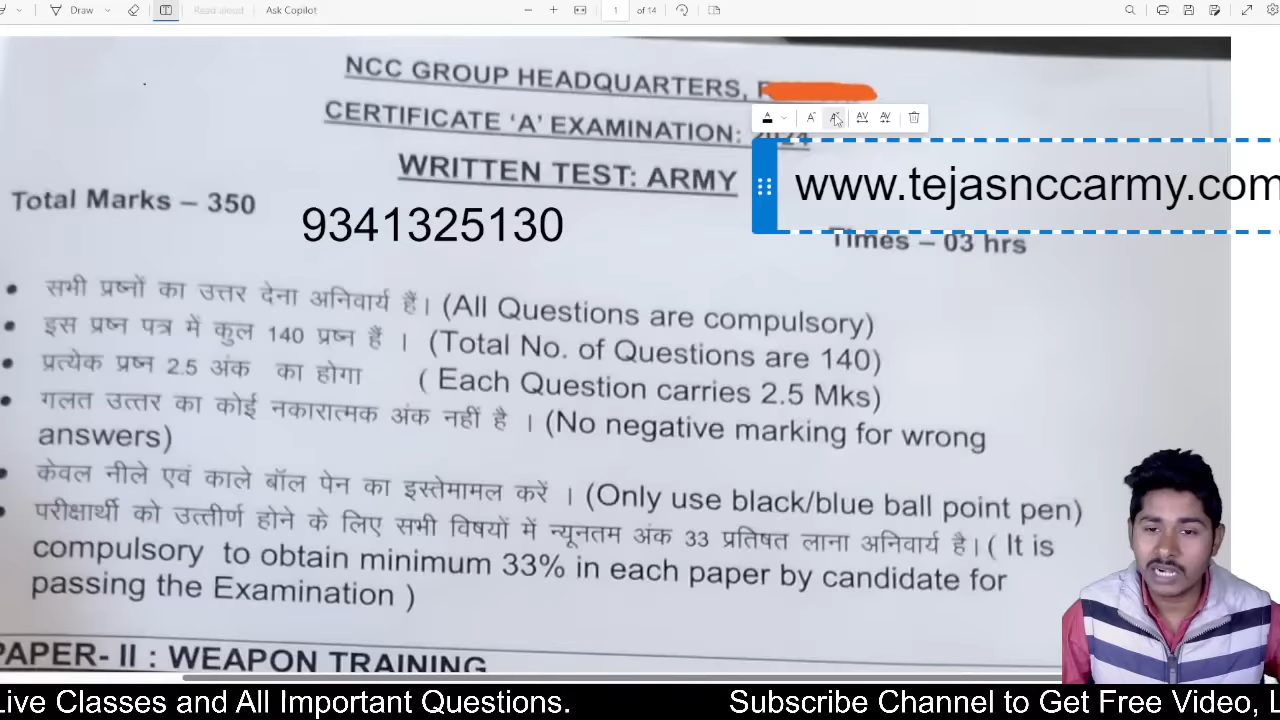 Draw
Read aloud
Ask Copilot
1 of 14
NCC GROUP HEADQUARTERS,
CERTIFICATE ‘A’ EXAMINATION: 2024
WRITTEN TEST: ARMY
www.tejasnccarmy.com
Total Marks – 350
9341325130
Times – 03 hrs
• सभी प्रश्नों का उत्तर देना अनिवार्य हैं। (All Questions are compulsory)
• इस प्रश्न पत्र में कुल 140 प्रश्न हैं । (Total No. of Questions are 140)
• प्रत्येक प्रश्न 2.5 अंक का होगा ( Each Question carries 2.5 Mks)
• गलत उत्तर का कोई नकारात्मक अंक नहीं है । (No negative marking for wrong
answers)
• केवल नीले एवं काले बॉल पेन का इस्तेमामल करें । (Only use black/blue ball point pen)
• परीक्षार्थी को उत्तीर्ण होने के लिए सभी विषयों में न्यूनतम अंक 33 प्रतिषत लाना अनिवार्य है। ( It is
compulsory to obtain minimum 33% in each paper by candidate for
passing the Examination )
PAPER- II : WEAPON TRAINING
Live Classes and All Important Questions.
Subscribe Channel to Get Free Video, L